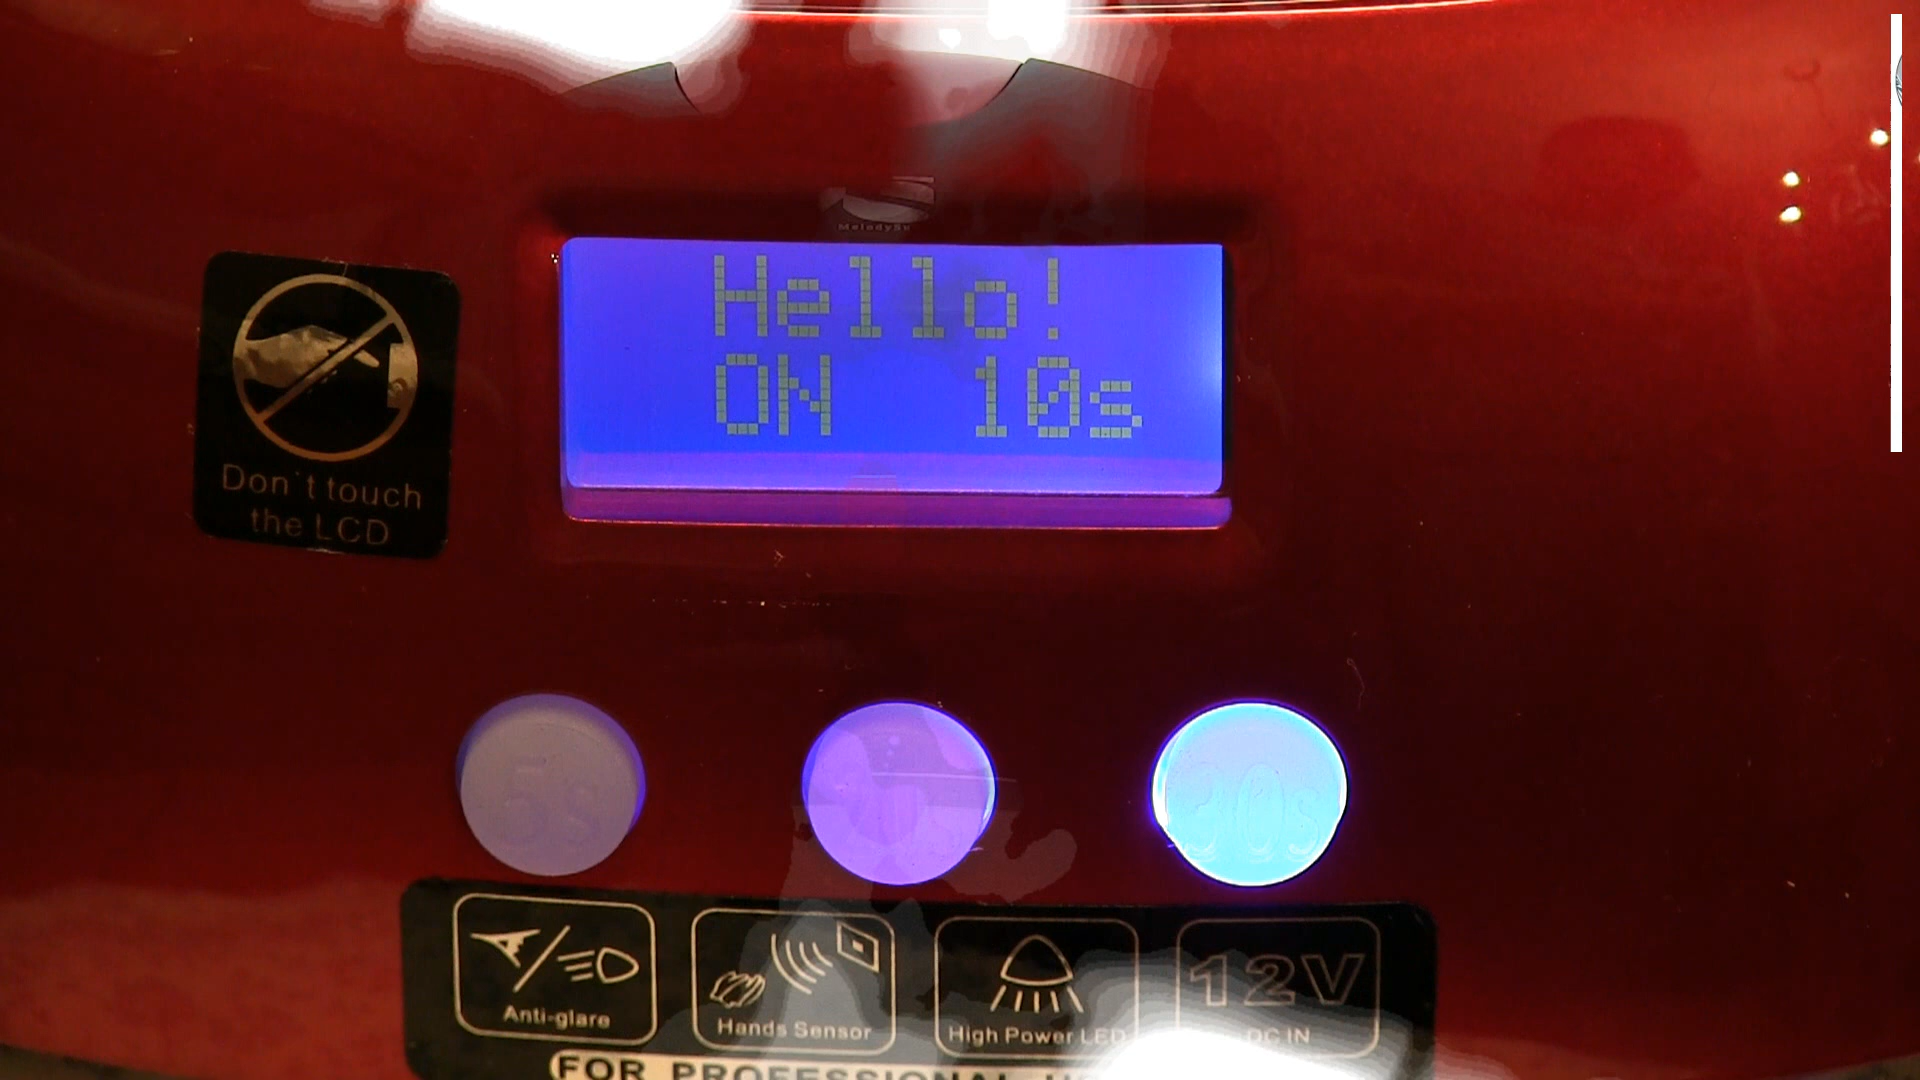 Hello!
ON 10s
Don't touch
the LCD
5s
30s
Anti-glare
Hands Sensor
High Power LED
12V
DC IN
FOR PROFESSIONAL